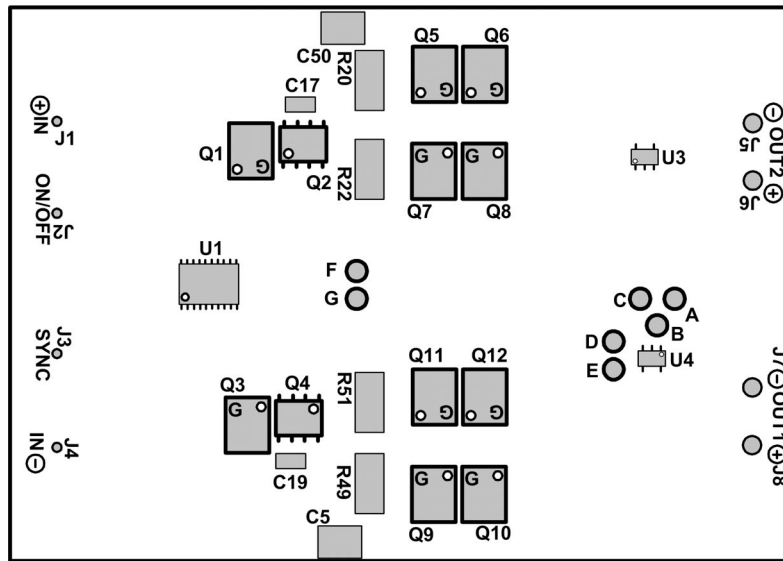 C50
R20
Q5
Q6
C17
G
G
⊕IN
J1
Q1
G
Q2
R22
G
G
Q7
Q8
U3
J5
⊖ OUT2 ⊕
J6
ON/OFF
J2
U1
F
G
C
A
B
D
E
U4
J3
SYNC
Q3
Q4
G
R51
Q11
Q12
G
G
J7
⊖ OUT1 ⊕
J8
J4
IN⊖
C19
R49
G
G
C5
Q9
Q10